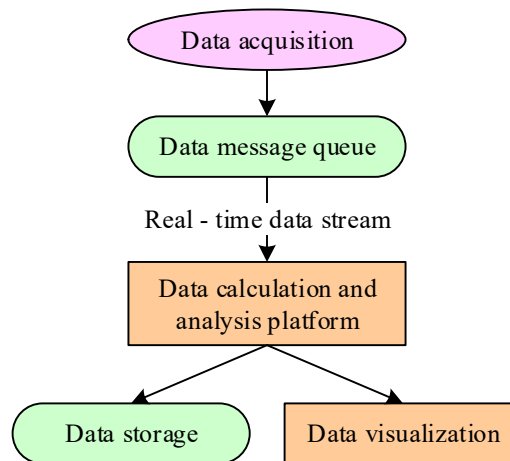 Data acquisition
Data message queue
Real - time data stream
Data calculation and
analysis platform
Data storage
Data visualization